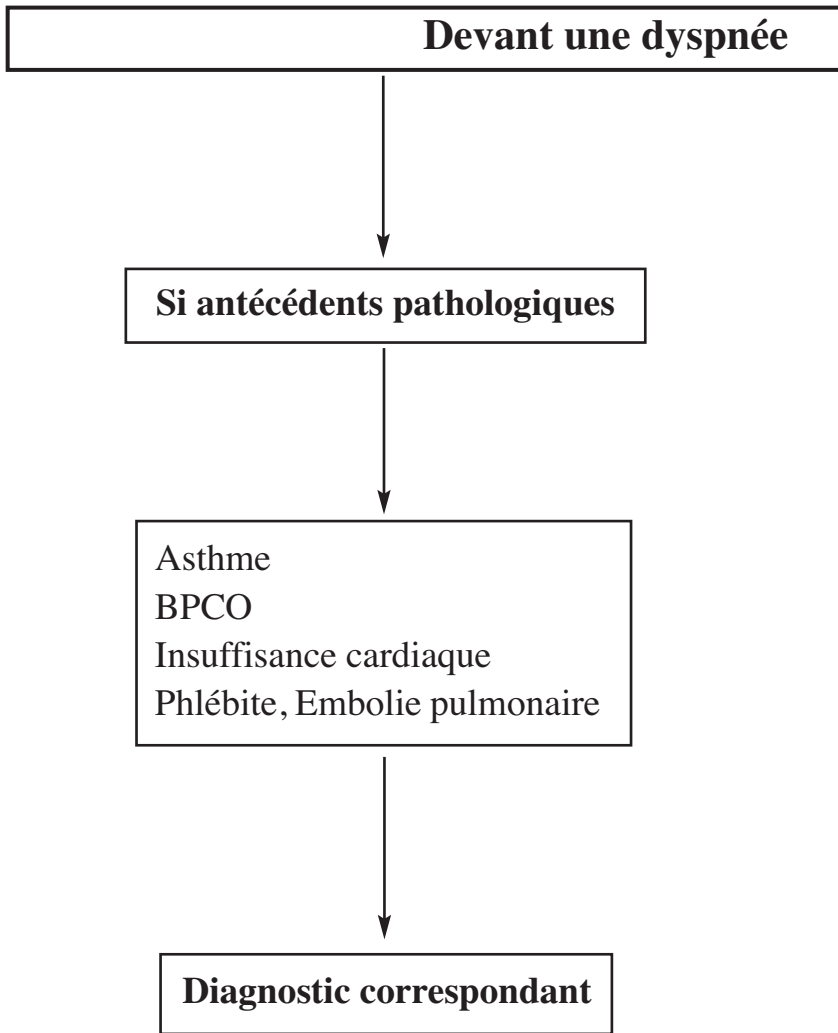 Devant une dyspnée
Si antécédents pathologiques
Asthme
BPCO
Insuffisance cardiaque
Phlébite, Embolie pulmonaire
Diagnostic correspondant